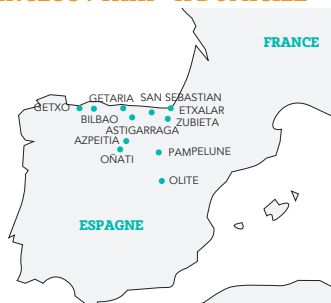 FRANCE
GETARIA SAN SEBASTIAN
GETXO ETXALAR
BILBAO ZUBIETA
ASTIGARRAGA
AZPEITIA
OÑATI PAMPELUNE
OLITE
ESPAGNE